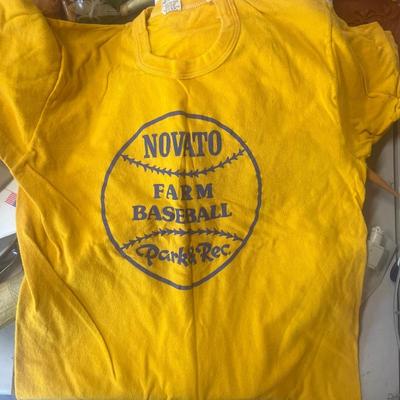 NOVATO
FARM
BASEBALL
Park & Rec.